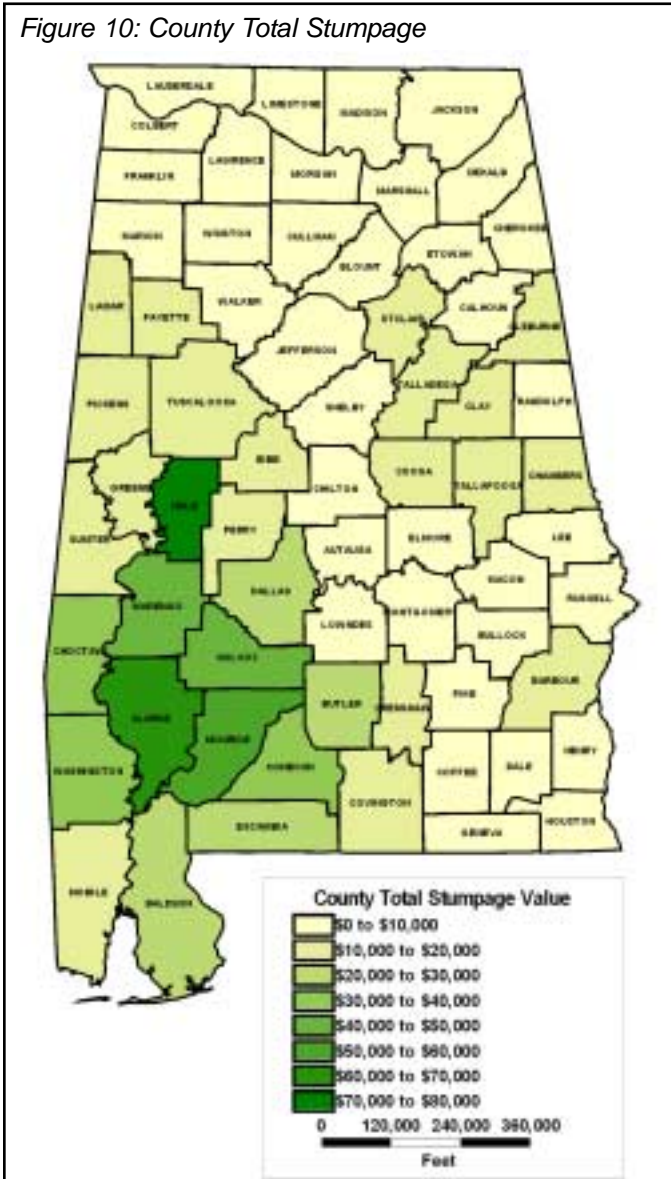 Figure 10: County Total Stumpage
LAUDERDALE
LIMESTONE
MADISON
JACKSON
COLBERT
LAWRENCE
FRANKLIN
MORGAN
MARSHALL
DEKALB
CHEROKEE
MARION
WINSTON
CULLMAN
BLOUNT
ETOWAH
LAMAR
FAYETTE
WALKER
CALHOUN
CLEBURNE
JEFFERSON
TALLADEGA
PICKENS
TUSCALOOSA
SHELBY
CLAY
RANDOLPH
GREENE
HALE
BIBB
CHILTON
COOSA
TALLAPOOSA
CHAMBERS
SUMTER
PERRY
AUTAUGA
ELMORE
LEE
DALLAS
MACON
RUSSELL
MARENGO
LOWNDES
MONTGOMERY
BULLOCK
CHOCTAW
WILCOX
BUTLER
CRENSHAW
PIKE
BARBOUR
CLARKE
MONROE
WASHINGTON
CONECUH
COFFEE
DALE
HENRY
COVINGTON
ESCAMBIA
GENEVA
HOUSTON
MOBILE
BALDWIN
County Total Stumpage Value
$0 to $10,000
$10,000 to $20,000
$20,000 to $30,000
$30,000 to $40,000
$40,000 to $50,000
$50,000 to $60,000
$60,000 to $70,000
$70,000 to $80,000
0 120,000 240,000 360,000
Feet